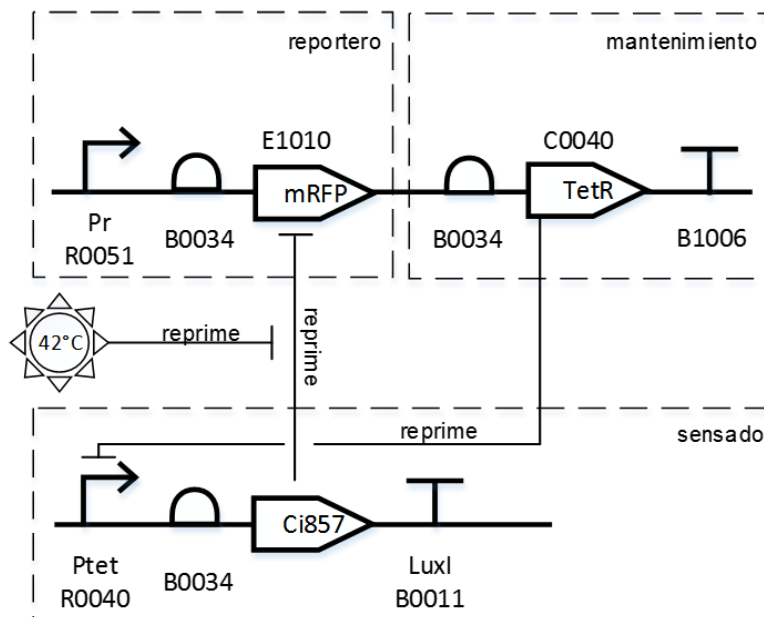 reportero
mantenimiento
E1010
C0040
mRFP
TetR
Pr
R0051
B0034
B0034
B1006
42°C
reprime
reprime
reprime
sensado
Ci857
Ptet
R0040
B0034
LuxI
B0011